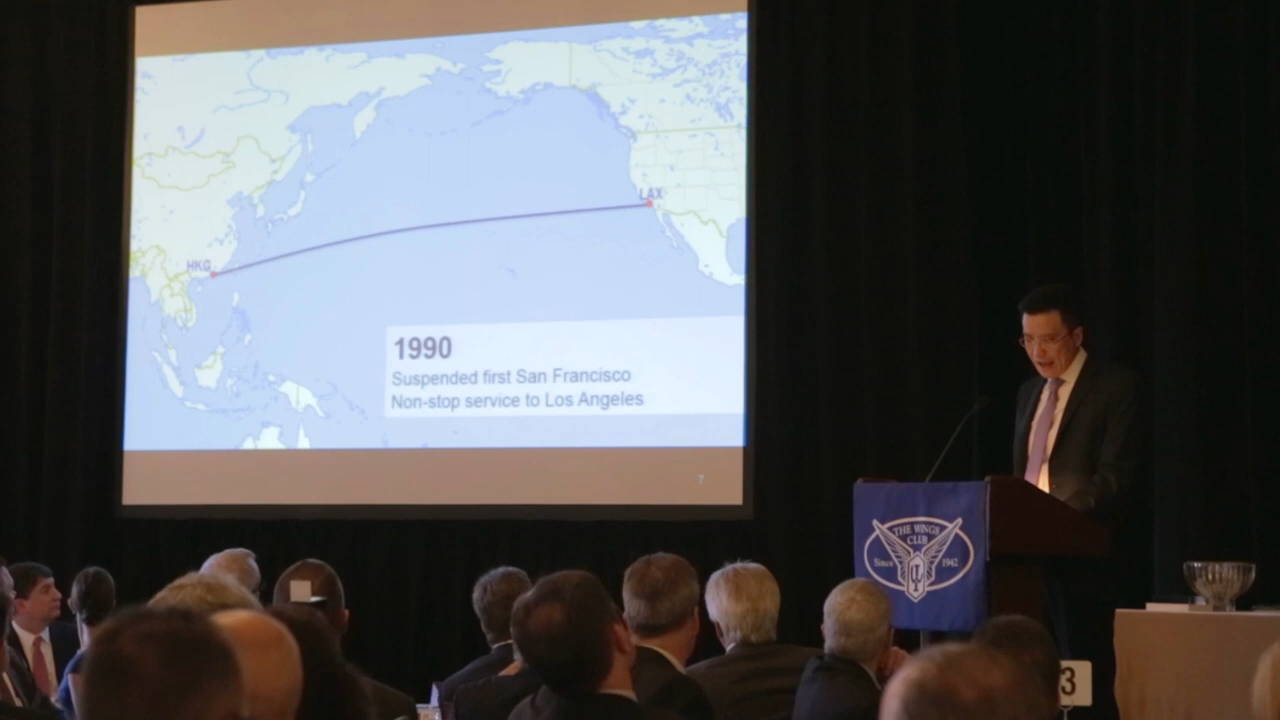 LAX
HKG
1990
Suspended first San Francisco
Non-stop service to Los Angeles
7
THE WINGS
CLUB
Since 1942
3